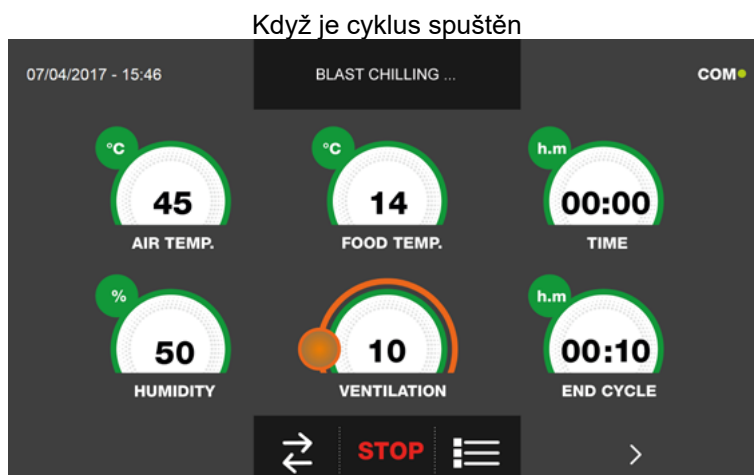 Když je cyklus spuštěn
07/04/2017 - 15:46
BLAST CHILLING ...
COM
°C
45
AIR TEMP.
°C
14
FOOD TEMP.
h.m
00:00
TIME
%
50
HUMIDITY
10
VENTILATION
h.m
00:10
END CYCLE
STOP